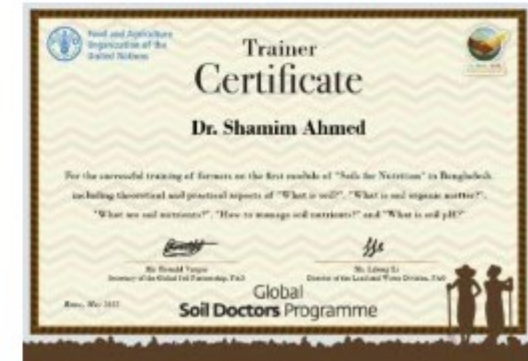 Food and Agriculture
Organization of the
United Nations
Trainer
Certificate
Dr. Shamim Ahmed
For the successful training of farmers on the first module of "Soils for Nutrition" in Bangladesh
including theoretical and practical aspects of "What is soil?", "What is soil organic matter?",
"What are soil nutrients?", "How to manage soil nutrients?" and "What is soil pH?"
Mr. Ronald Vargas
Secretary of the Global Soil Partnership, FAO
Mr. Lifeng Li
Director of the Land and Water Division, FAO
Rome, May 2022
Global
Soil Doctors Programme